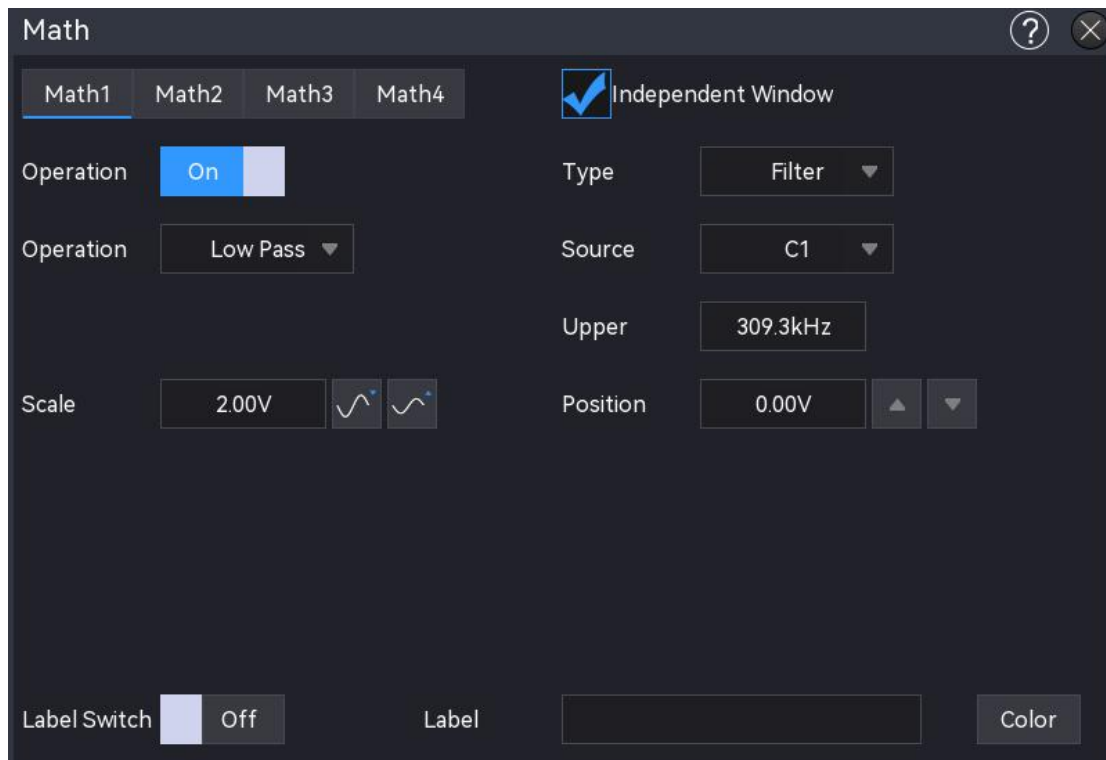 Math
Math1 Math2 Math3 Math4 Independent Window
Operation On Type Filter
Operation Low Pass Source C1
Upper 309.3kHz
Scale 2.00V Position 0.00V
Label Switch Off Label Color